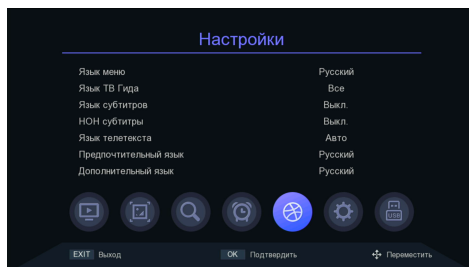 Настройки
Язык меню Русский
Язык ТВ Гида Все
Язык субтитров Выкл.
НОН субтитры Выкл.
Язык телетекста Авто
Предпочтительный язык Русский
Дополнительный язык Русский
USB
EXIT Выход OK Подтвердить Переместить